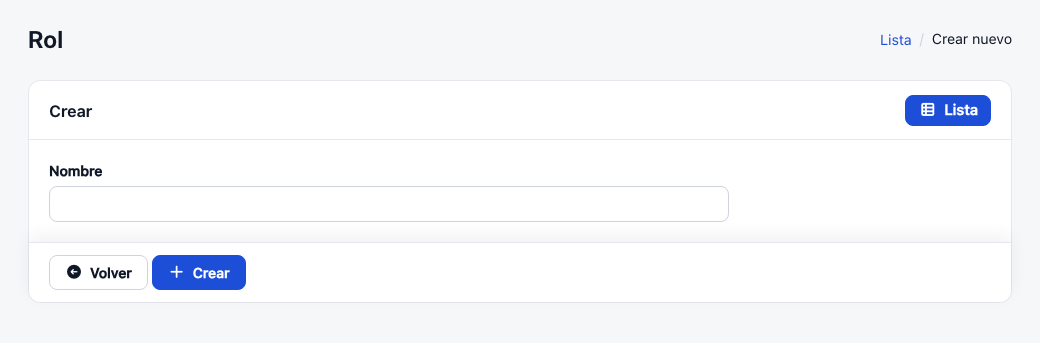 Rol
Lista / Crear nuevo
Crear
Lista
Nombre
Volver
Crear